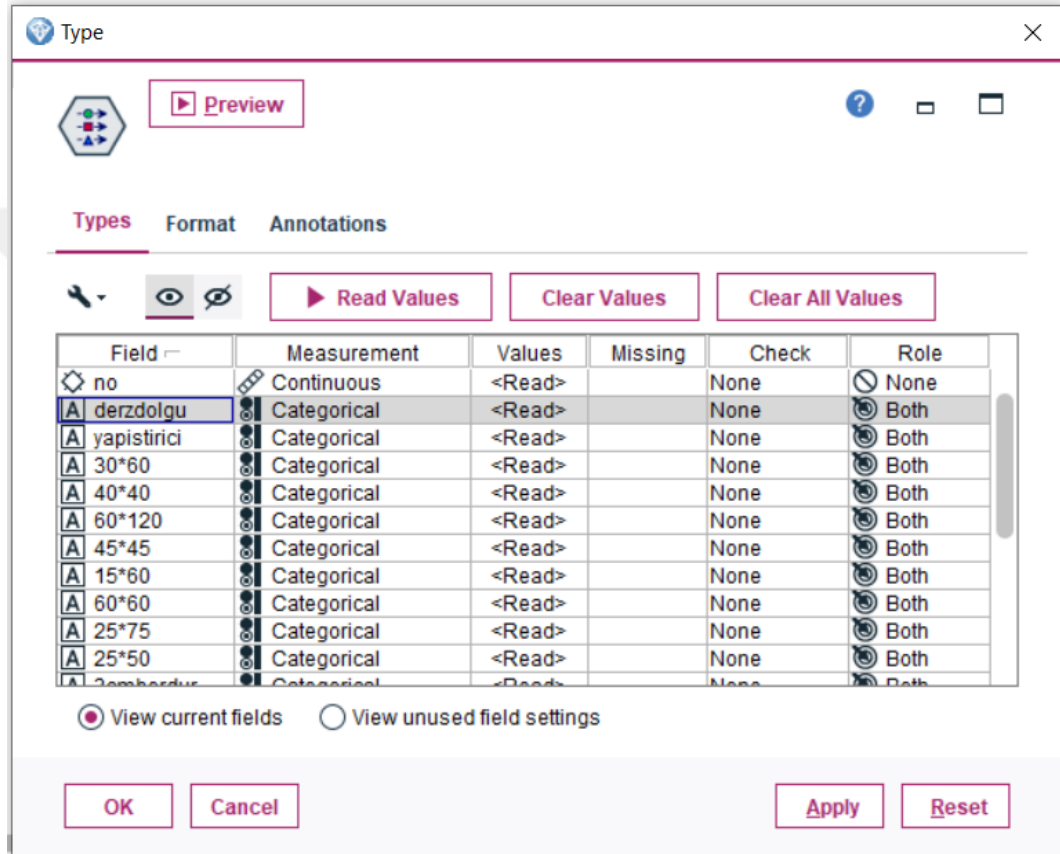 Type
Preview
?
Types Format Annotations
Read Values Clear Values Clear All Values
Field Measurement Values Missing Check Role
no Continuous <Read> None None
A derzdolgu Categorical <Read> None Both
A yapistirici Categorical <Read> None Both
A 30*60 Categorical <Read> None Both
A 40*40 Categorical <Read> None Both
A 60*120 Categorical <Read> None Both
A 45*45 Categorical <Read> None Both
A 15*60 Categorical <Read> None Both
A 60*60 Categorical <Read> None Both
A 25*75 Categorical <Read> None Both
A 25*50 Categorical <Read> None Both
A Categorical <Read> None Both
View current fields View unused field settings
OK Cancel Apply Reset